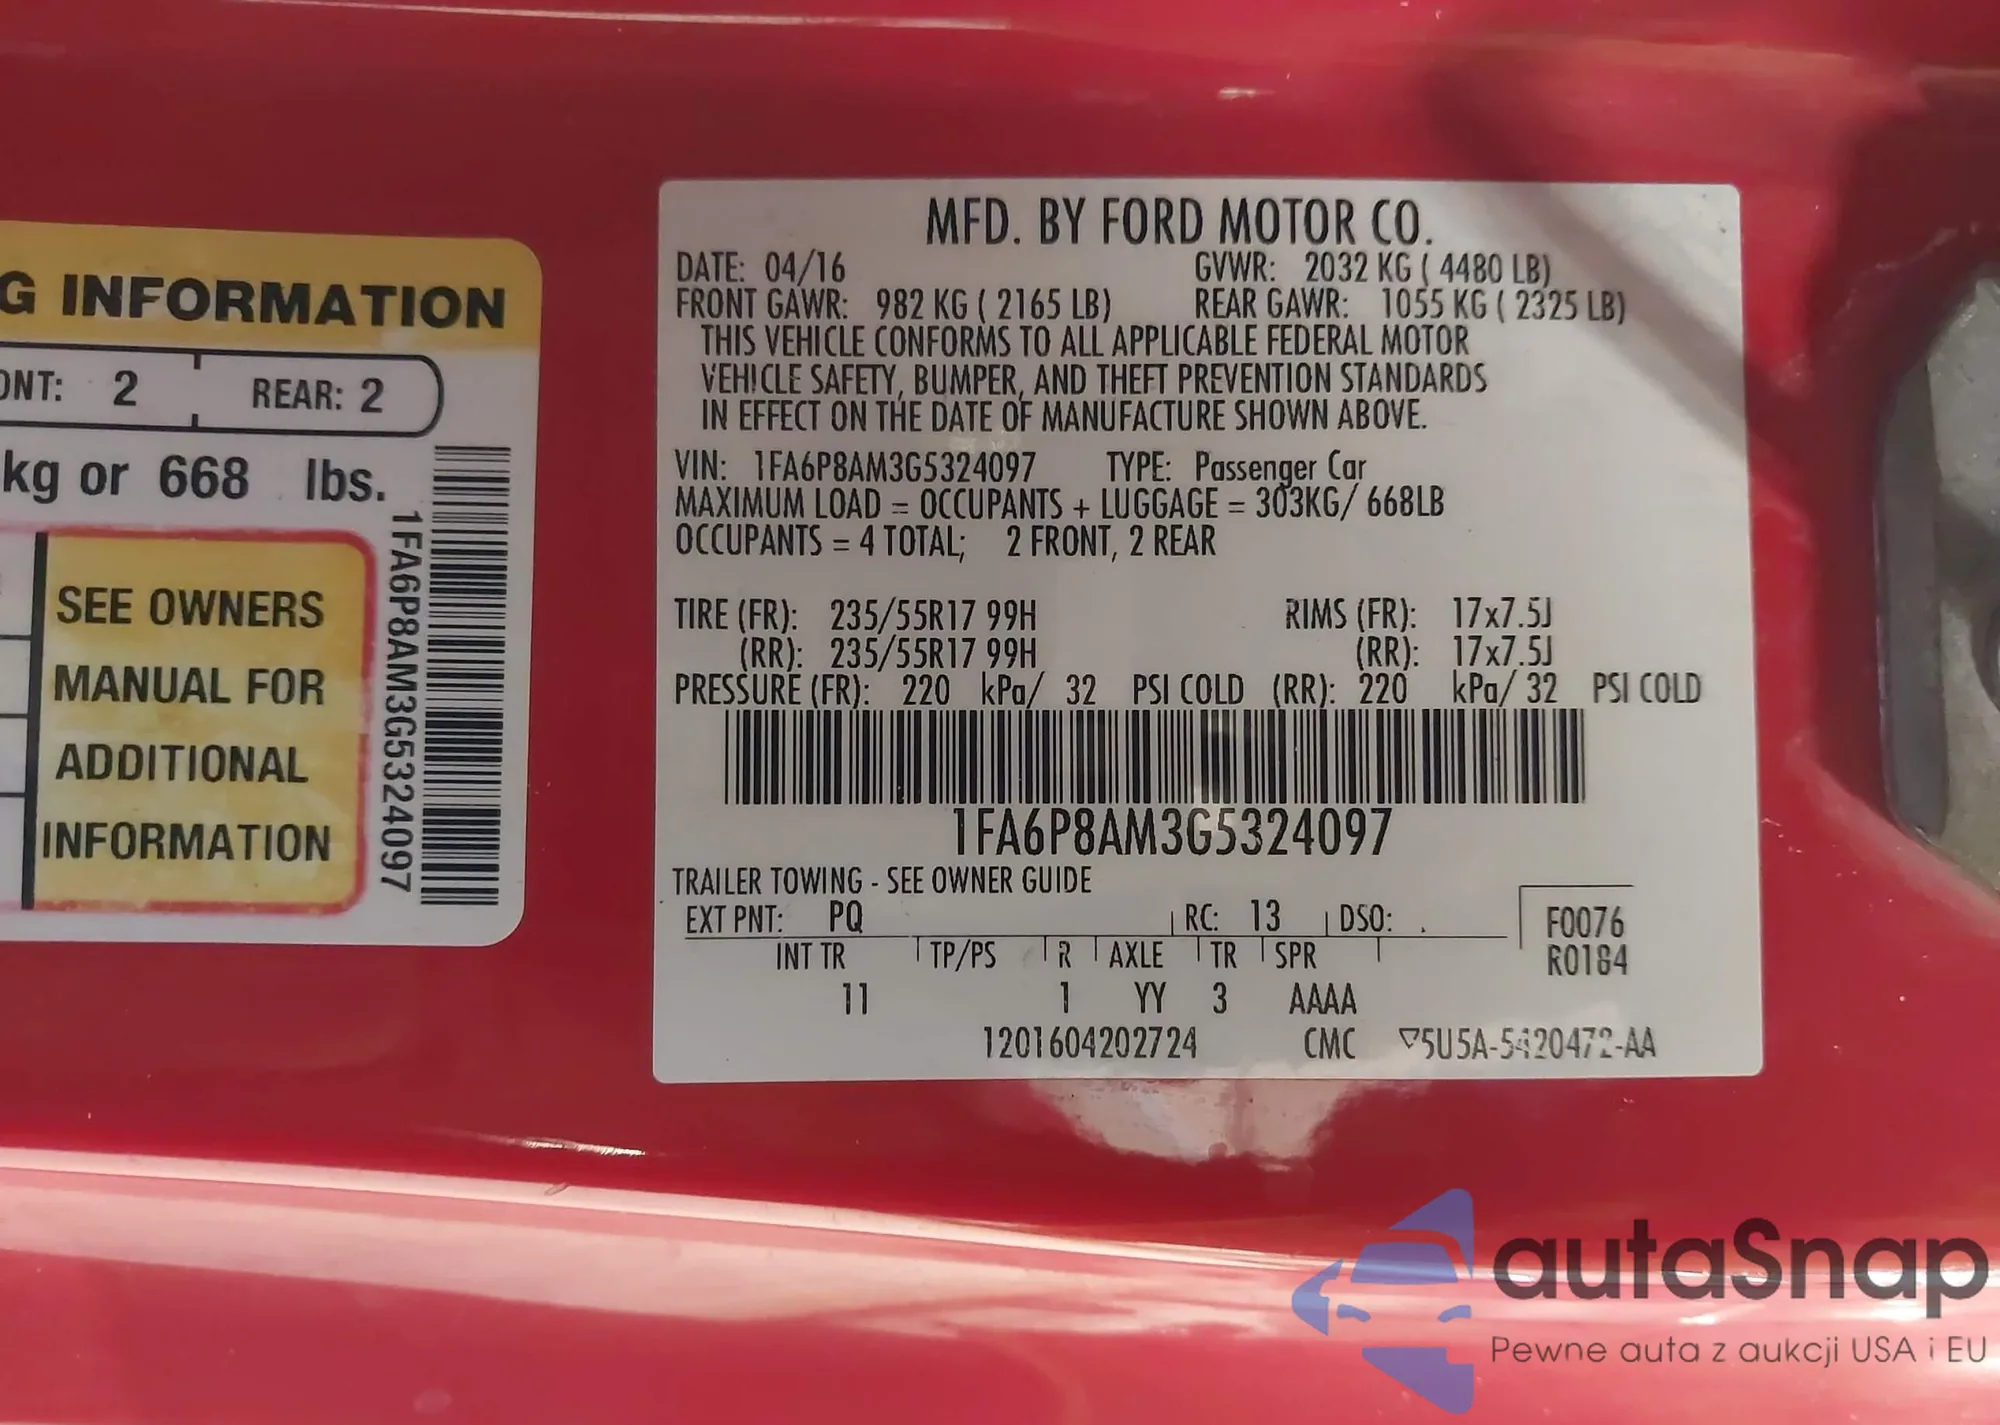 G INFORMATION
ONT: 2 REAR: 2
kg or 668 lbs.
SEE OWNERS
MANUAL FOR
ADDITIONAL
INFORMATION
1FA6P8AM3G5324097
MFD. BY FORD MOTOR CO.
DATE: 04/16 GVWR: 2032 KG ( 4480 LB)
FRONT GAWR: 982 KG ( 2165 LB) REAR GAWR: 1055 KG ( 2325 LB)
THIS VEHICLE CONFORMS TO ALL APPLICABLE FEDERAL MOTOR
VEHICLE SAFETY, BUMPER, AND THEFT PREVENTION STANDARDS
IN EFFECT ON THE DATE OF MANUFACTURE SHOWN ABOVE.
VIN: 1FA6P8AM3G5324097 TYPE: Passenger Car
MAXIMUM LOAD = OCCUPANTS + LUGGAGE = 303KG/ 668LB
OCCUPANTS = 4 TOTAL; 2 FRONT, 2 REAR
TIRE (FR): 235/55R17 99H RIMS (FR): 17x7.5J
(RR): 235/55R17 99H (RR): 17x7.5J
PRESSURE (FR): 220 kPa/ 32 PSI COLD (RR): 220 kPa/ 32 PSI COLD
1FA6P8AM3G5324097
TRAILER TOWING - SEE OWNER GUIDE
EXT PNT: PQ RC: 13 DSO: F0076
INT TR TP/PS R AXLE TR SPR R0184
11 1 YY 3 AAAA
1201604202724 CMC ▽5U5A-5420472-AA
autaSnap
Pewne auta z aukcji USA i EU